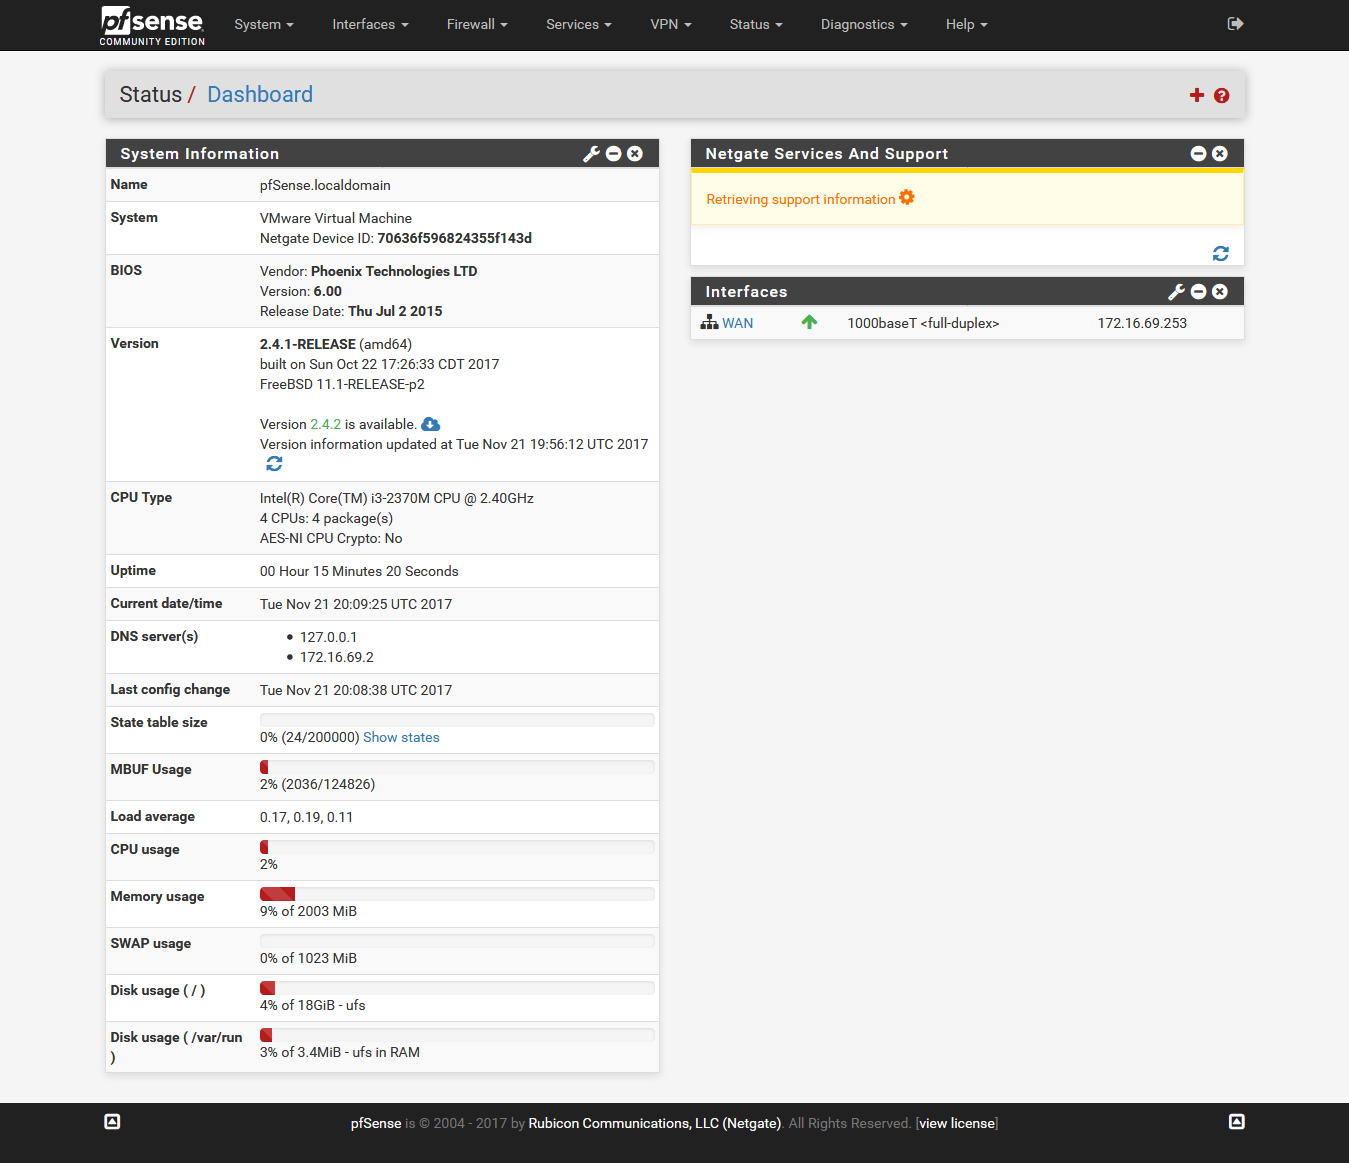 pfsense
COMMUNITY EDITION
System
Interfaces
Firewall
Services
VPN
Status
Diagnostics
Help
Status / Dashboard
System Information
Name pfSense.localdomain
System VMware Virtual Machine
Netgate Device ID: 70636f596824355f143d
BIOS Vendor: Phoenix Technologies LTD
Version: 6.00
Release Date: Thu Jul 2 2015
Version 2.4.1-RELEASE (amd64)
built on Sun Oct 22 17:26:33 CDT 2017
FreeBSD 11.1-RELEASE-p2
Version 2.4.2 is available.
Version information updated at Tue Nov 21 19:56:12 UTC 2017
CPU Type Intel(R) Core(TM) i3-2370M CPU @ 2.40GHz
4 CPUs: 4 package(s)
AES-NI CPU Crypto: No
Uptime 00 Hour 15 Minutes 20 Seconds
Current date/time Tue Nov 21 20:09:25 UTC 2017
DNS server(s) • 127.0.0.1
• 172.16.69.2
Last config change Tue Nov 21 20:08:38 UTC 2017
State table size
0% (24/200000) Show states
MBUF Usage
2% (2036/124826)
Load average 0.17, 0.19, 0.11
CPU usage
2%
Memory usage
9% of 2003 MiB
SWAP usage
0% of 1023 MiB
Disk usage ( / )
4% of 18GiB - ufs
Disk usage ( /var/run
)
3% of 3.4MiB - ufs in RAM
Netgate Services And Support
Retrieving support information
Interfaces
WAN 1000baseT <full-duplex> 172.16.69.253
pfSense is © 2004 - 2017 by Rubicon Communications, LLC (Netgate). All Rights Reserved. [view license]